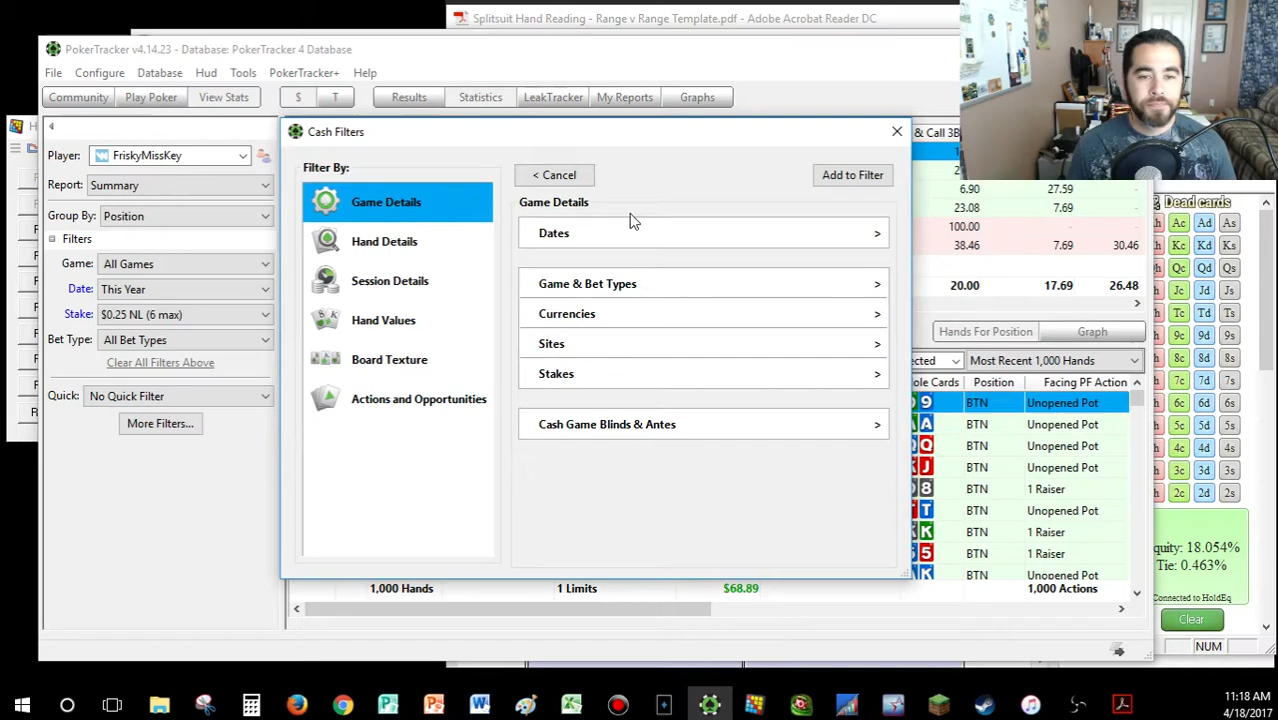 Splitsuit Hand Reading - Range v Range Template.pdf - Adobe Acrobat Reader DC
PokerTracker v4.14.23 - Database: PokerTracker 4 Database
File Configure Database Hud Tools PokerTracker+ Help
Community Play Poker View Stats $ T Results Statistics LeakTracker My Reports Graphs
Player: FriskyMissKey
Report: Summary
Group By: Position
Filters
Game: All Games
Date: This Year
Stake: $0.25 NL (6 max)
Bet Type: All Bet Types
Clear All Filters Above
Quick: No Quick Filter
More Filters...
Cash Filters
Filter By:
Game Details
Hand Details
Session Details
Hand Values
Board Texture
Actions and Opportunities
< Cancel Add to Filter
Game Details
Dates >
Game & Bet Types >
Currencies >
Sites >
Stakes >
Cash Game Blinds & Antes >
& Call 3B
6.90 27.59
23.08 7.69
100.00
38.46 7.69 30.46
20.00 17.69 26.48
Hands For Position Graph
ected Most Recent 1,000 Hands
ole Cards Position Facing PF Action
9 BTN Unopened Pot
A BTN Unopened Pot
Q BTN Unopened Pot
J BTN Unopened Pot
8 BTN 1 Raiser
T BTN Unopened Pot
K BTN 1 Raiser
5 BTN 1 Raiser
K BTN Unopened Pot
1,000 Hands 1 Limits $68.89 1,000 Actions
Dead cards
h Ac Ad As
h Kc Kd Ks
h Qc Qd Qs
h Jc Jd Js
h Tc Td Ts
h 9c 9d 9s
h 8c 8d 8s
h 7c 7d 7s
h 6c 6d 6s
h 5c 5d 5s
h 4c 4d 4s
h 3c 3d 3s
h 2c 2d 2s
quity: 18.054%
Tie: 0.463%
Connected to HoldEq
Clear
NUM
11:18 AM
4/18/2017